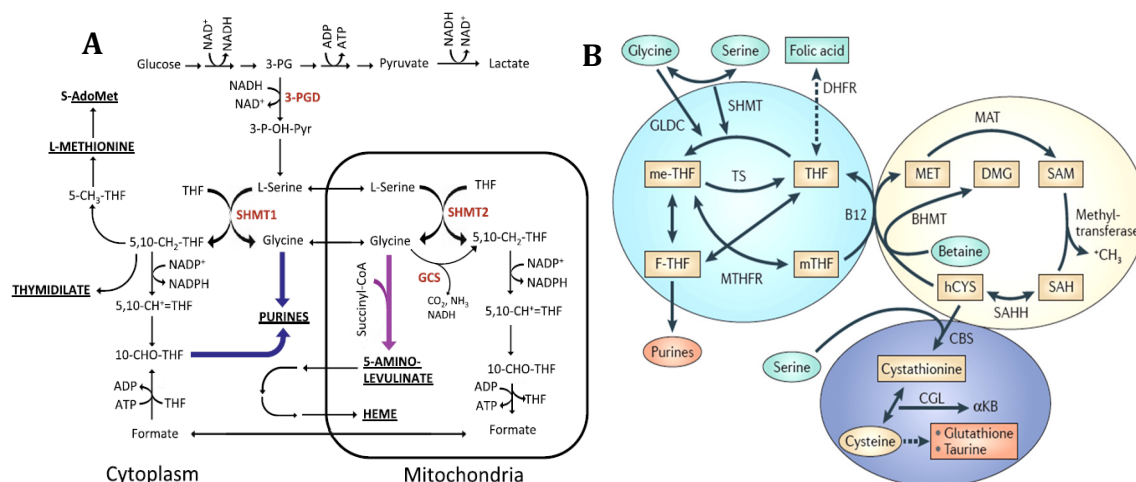 A
NAD⁺
NADH
ADP
ATP
NADH
NAD⁺
Glucose
3-PG
Pyruvate
Lactate
NADH
NAD⁺
3-PGD
S-AdoMet
3-P-OH-Pyr
L-METHIONINE
5-CH₃-THF
THF
L-Serine
L-Serine
THF
SHMT1
SHMT2
5,10-CH₂-THF
Glycine
Glycine
5,10-CH₂-THF
NADP⁺
NADPH
GCS
NADP⁺
NADPH
THYMIDILATE
CO₂, NH₃
NADH
5,10-CH⁺=THF
Succinyl-CoA
5,10-CH⁺=THF
PURINES
10-CHO-THF
5-AMINO-
LEVULINATE
10-CHO-THF
ADP
ATP
THF
ADP
ATP
THF
HEME
Formate
Formate
Cytoplasm
Mitochondria
B
Glycine
Serine
Folic acid
DHFR
SHMT
GLDC
MAT
me-THF
TS
THF
MET
DMG
SAM
B12
BHMT
Methyl-
transferase
⁺CH₃
Betaine
F-THF
MTHFR
mTHF
hCYS
SAH
SAHH
Purines
Serine
CBS
Cystathionine
CGL
αKB
Cysteine
• Glutathione
• Taurine